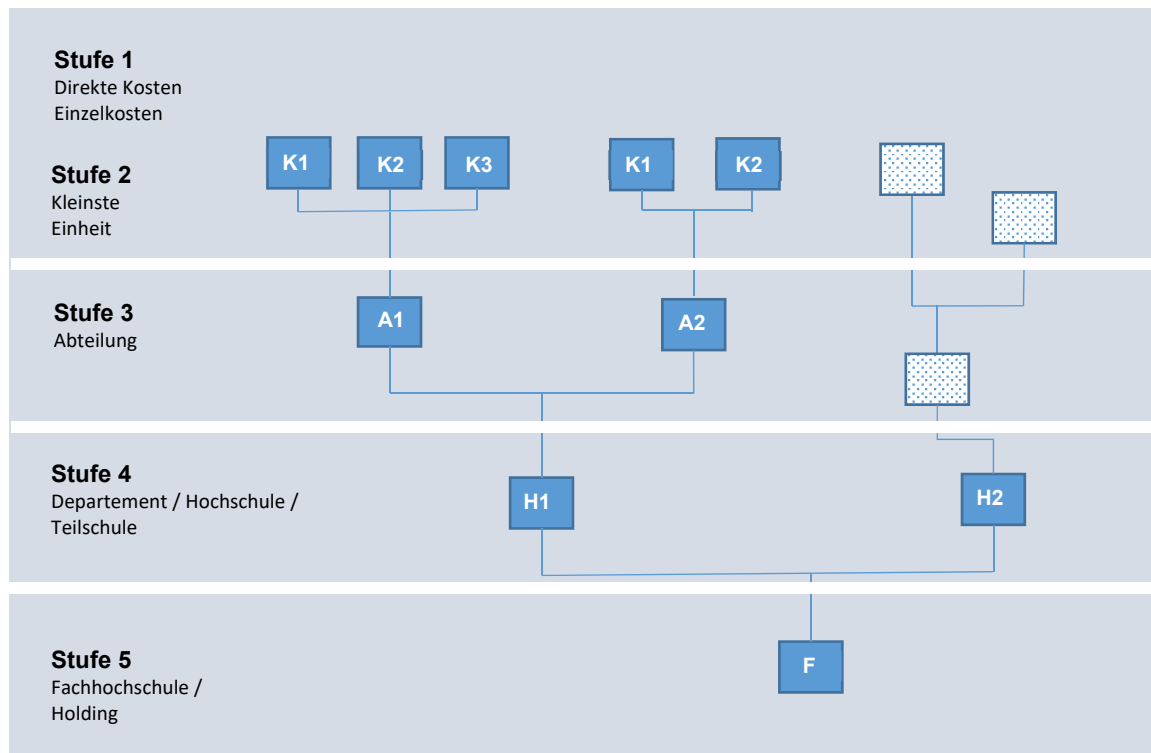 Stufe 1
Direkte Kosten
Einzelkosten
K1 K2 K3 K1 K2
Stufe 2
Kleinste
Einheit
Stufe 3
Abteilung
A1 A2
Stufe 4
Departement / Hochschule /
Teilschule
H1 H2
Stufe 5
Fachhochschule /
Holding
F